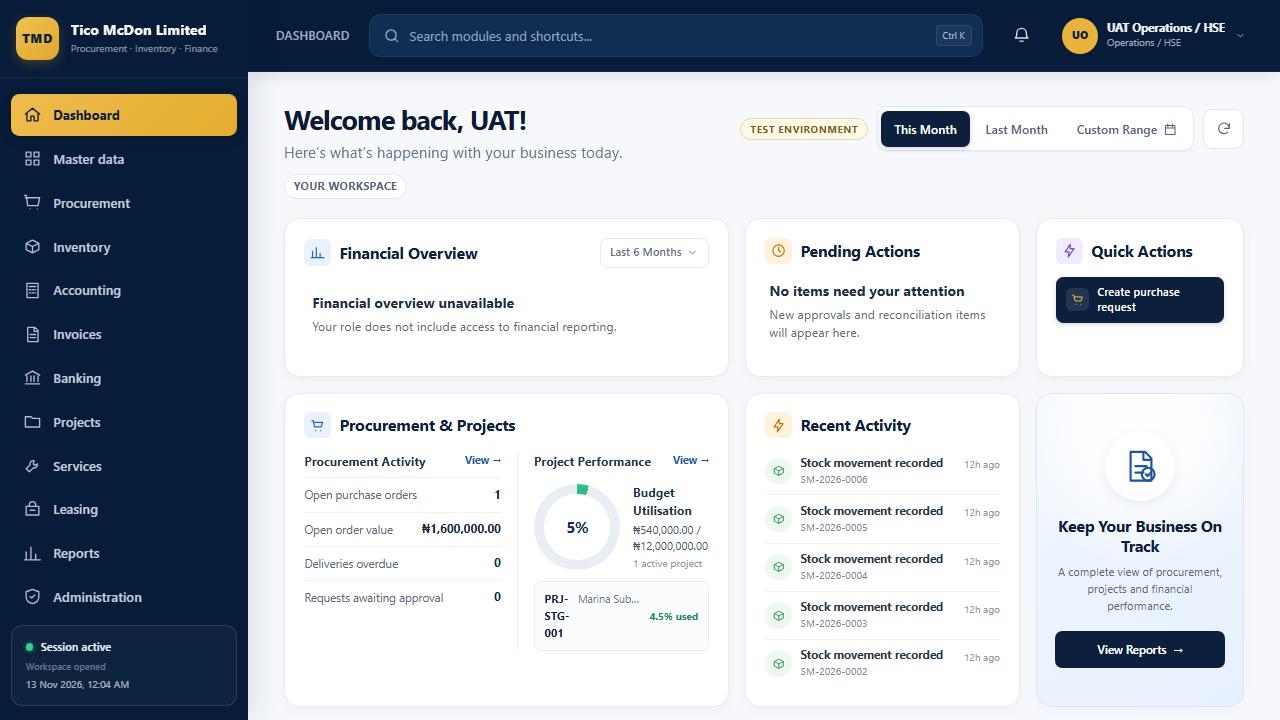 TMD
Tico McDon Limited
Procurement · Inventory · Finance
DASHBOARD
Search modules and shortcuts...
Ctrl K
UO
UAT Operations / HSE
Operations / HSE
Dashboard
Master data
Procurement
Inventory
Accounting
Invoices
Banking
Projects
Services
Leasing
Reports
Administration
Session active
Workspace opened
13 Nov 2026, 12:04 AM
Welcome back, UAT!
Here's what's happening with your business today.
YOUR WORKSPACE
TEST ENVIRONMENT
This Month
Last Month
Custom Range
Financial Overview
Last 6 Months
Financial overview unavailable
Your role does not include access to financial reporting.
Pending Actions
No items need your attention
New approvals and reconciliation items
will appear here.
Quick Actions
Create purchase
request
Procurement & Projects
Procurement Activity
View →
Open purchase orders 1
Open order value ₦1,600,000.00
Deliveries overdue 0
Requests awaiting approval 0
Project Performance
View →
5%
Budget
Utilisation
₦540,000.00 /
₦12,000,000.00
1 active project
PRJ-
STG-
001
Marina Sub...
4.5% used
Recent Activity
Stock movement recorded 12h ago
SM-2026-0006
Stock movement recorded 12h ago
SM-2026-0005
Stock movement recorded 12h ago
SM-2026-0004
Stock movement recorded 12h ago
SM-2026-0003
Stock movement recorded 12h ago
SM-2026-0002
Keep Your Business On
Track
A complete view of procurement,
projects and financial
performance.
View Reports →